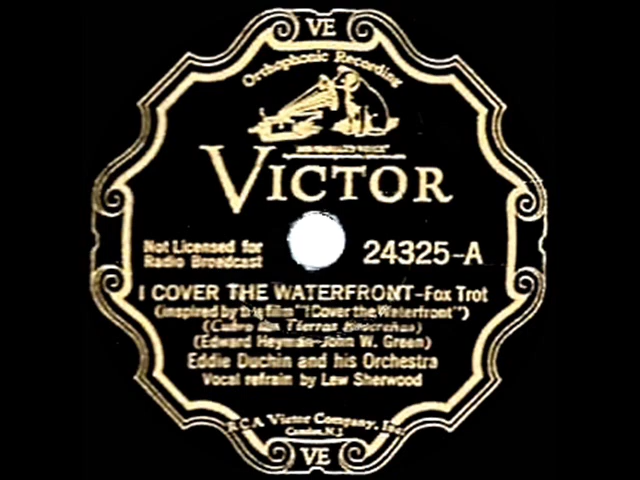 VE
Orthophonic Recording
"HIS MASTER'S VOICE"
VICTOR
Not Licensed for
Radio Broadcast
24325-A
I COVER THE WATERFRONT-Fox Trot
(inspired by film "I Cover the Waterfront")
(Edward Heyman-John W. Green)
Eddie Duchin and his Orchestra
Vocal refrain by Lew Sherwood
RCA Victor Company, Inc.
Camden, N.J.
VE